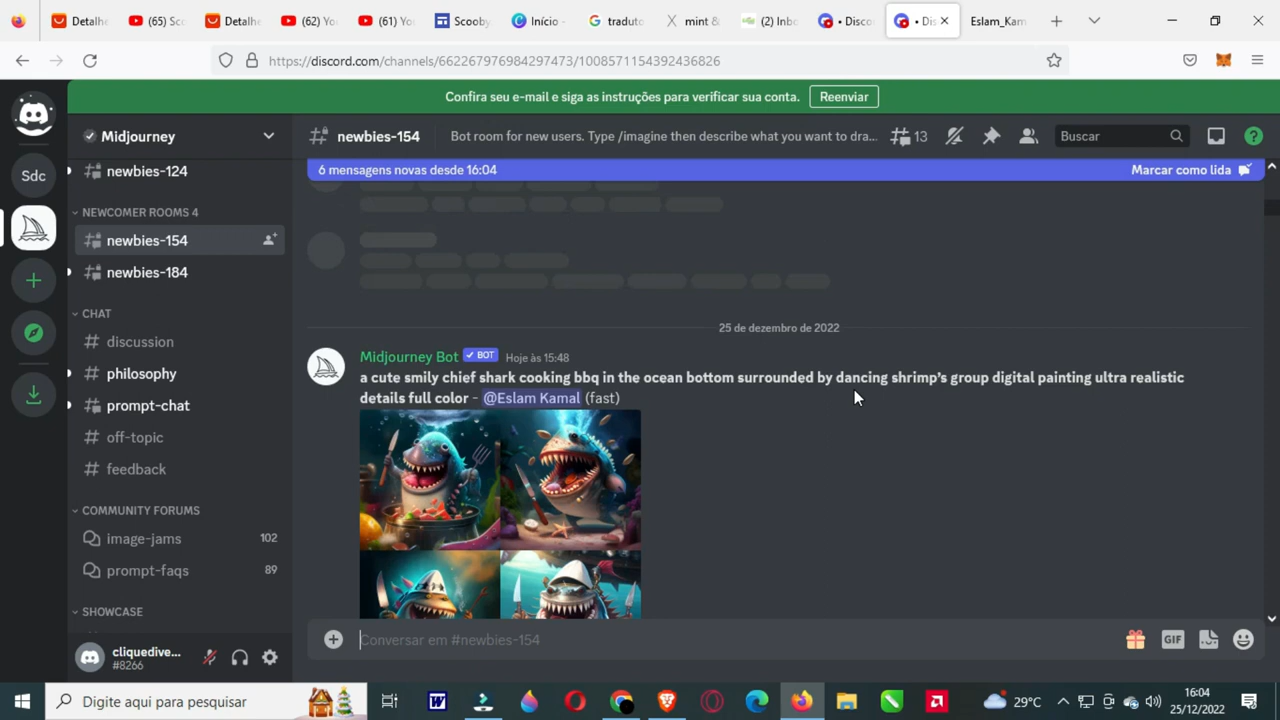 Detalhe
(65) Sco
Detalhe
(62) Yo
(61) Yo
Scooby
Início -
traduto
mint &
(2) Inbo
• Disco
• Dis
Eslam_Kam
https://discord.com/channels/662267976984297473/1008571154392436826
Confira seu e-mail e siga as instruções para verificar sua conta.
Reenviar
Midjourney
newbies-154
Bot room for new users. Type /imagine then describe what you want to dra...
13
Buscar
Sdc
newbies-124
6 mensagens novas desde 16:04
Marcar como lida
NEWCOMER ROOMS 4
newbies-154
newbies-184
CHAT
discussion
philosophy
prompt-chat
off-topic
feedback
COMMUNITY FORUMS
image-jams 102
prompt-faqs 89
SHOWCASE
25 de dezembro de 2022
Midjourney Bot BOT Hoje às 15:48
a cute smily chief shark cooking bbq in the ocean bottom surrounded by dancing shrimp's group digital painting ultra realistic
details full color - @Eslam Kamal (fast)
Conversar em #newbies-154
GIF
cliquedive...
#8266
Digite aqui para pesquisar
29°C
16:04
25/12/2022